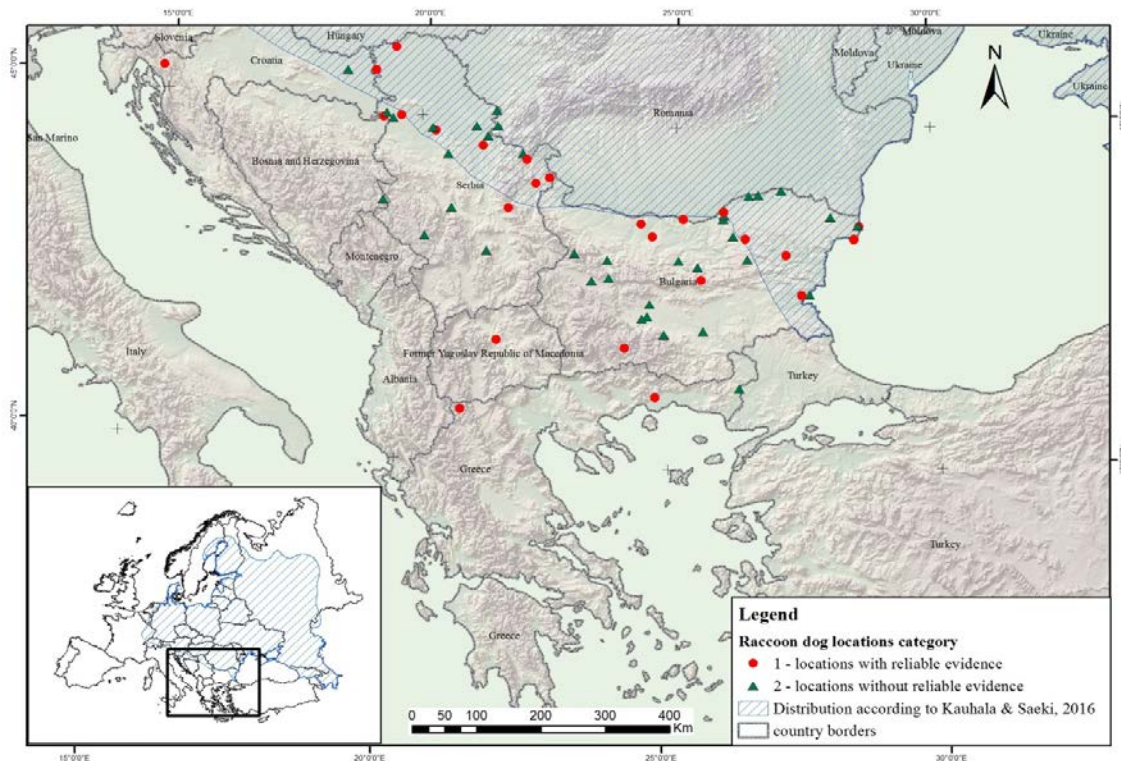 15°0'0"E 20°0'0"E 25°0'0"E 30°0'0"E
Slovenia
Hungary
Moldova
Moldova
Ukraine
Ukraine
Ukraine
45°0'0"N
Croatia
N
Romania
San Marino
Bosnia and Herzegovina
Serbia
Montenegro
Bulgaria
Italy
Former Yugoslav Republic of Macedonia
Albania
Turkey
40°0'0"N
Greece
Turkey
Greece
0 50 100 200 300 400
Km
Legend
Raccoon dog locations category
1 - locations with reliable evidence
2 - locations without reliable evidence
Distribution according to Kauhala & Saeki, 2016
country borders
15°0'0"E 20°0'0"E 30°0'0"E